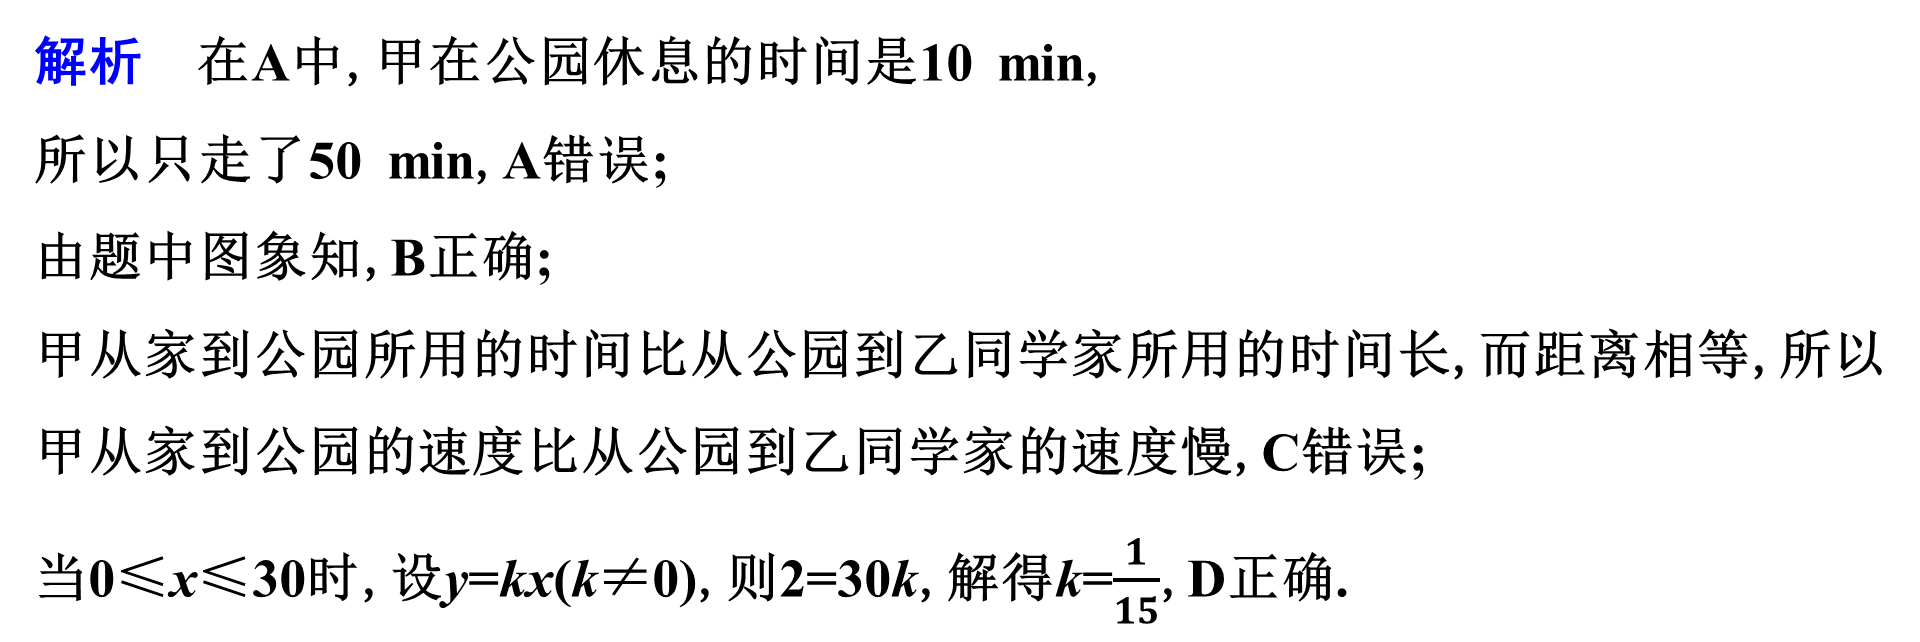 解析 在A中, 甲在公园休息的时间是10 min,
所以只走了50 min, A错误;
由题中图象知, B正确;
甲从家到公园所用的时间比从公园到乙同学家所用的时间长, 而距离相等, 所以
甲从家到公园的速度比从公园到乙同学家的速度慢, C错误;
当0≤x≤30时, 设y=kx(k≠0), 则2=30k, 解得k=1/15, D正确.